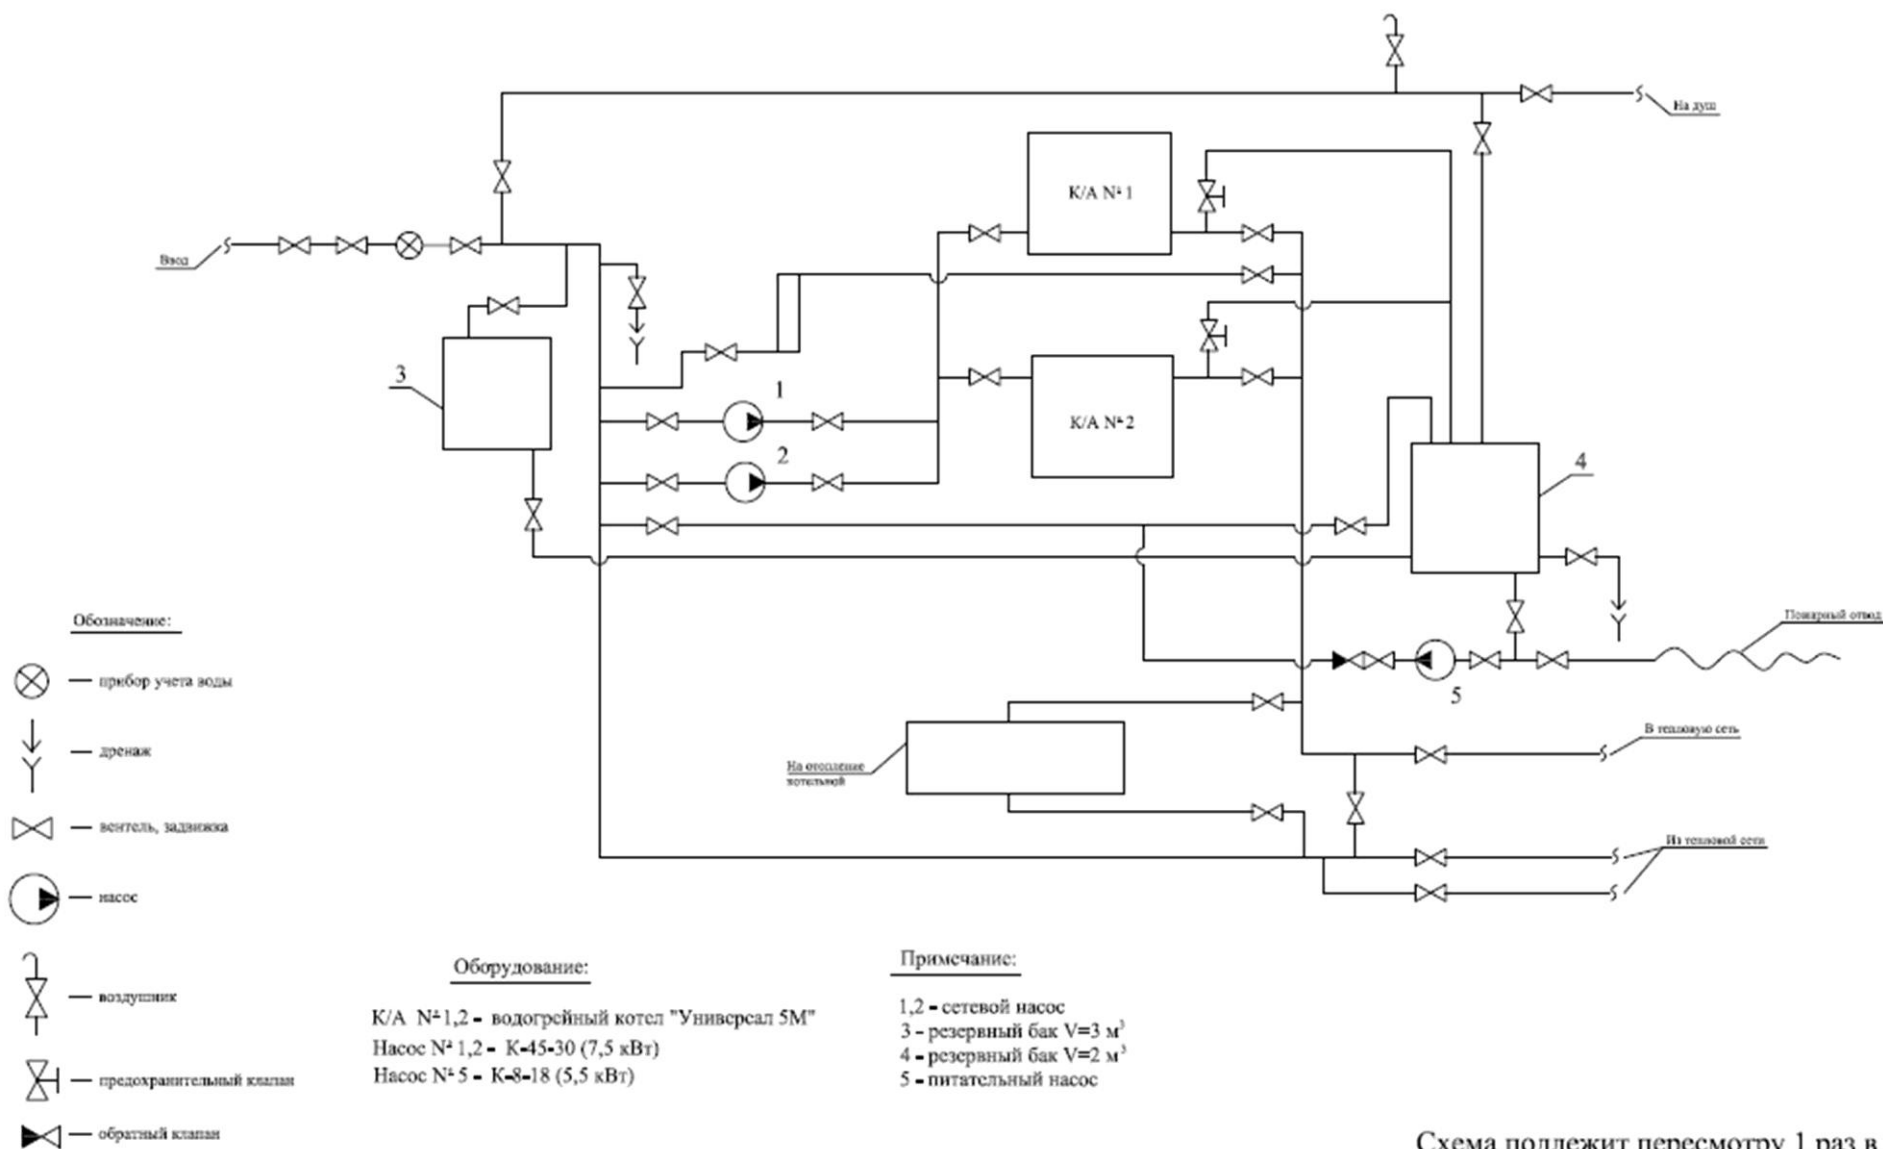 На душ
К/А №1
Ввод
1
3
2
К/А №2
4
Обозначение:
Пожарный отвод
прибор учета воды
5
В тепловую сеть
дренаж
На отопление
котельной
вентель, задвижка
Из тепловой сети
насос
Оборудование:
Примечание:
воздушник
К/А №1,2 - водогрейный котел "Универсал 5М"
Насос №1,2 - К-45-30 (7,5 кВт)
Насос №5 - К-8-18 (5,5 кВт)
1,2 - сетевой насос
3 - резервный бак V=3 м³
4 - резервный бак V=2 м³
5 - питательный насос
предохранительный клапан
обратный клапан
Схема подлежит пересмотру 1 раз в